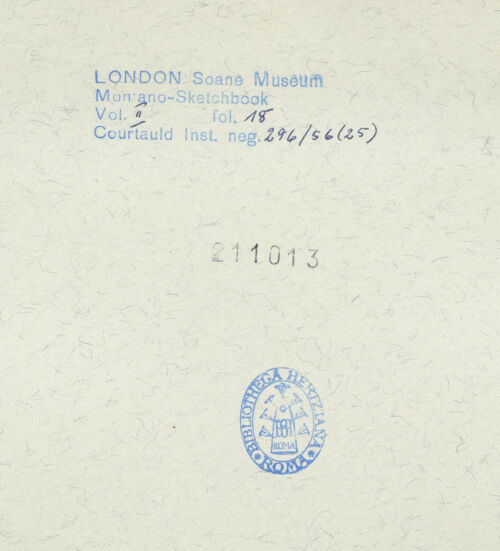 LONDON Soane Museum
Montano-Sketchbook
Vol. II fol. 18
Courtauld Inst. neg. 296/56(25)
211013
BIBLIOTHECA HERTZIANA
ROMA
ROMA